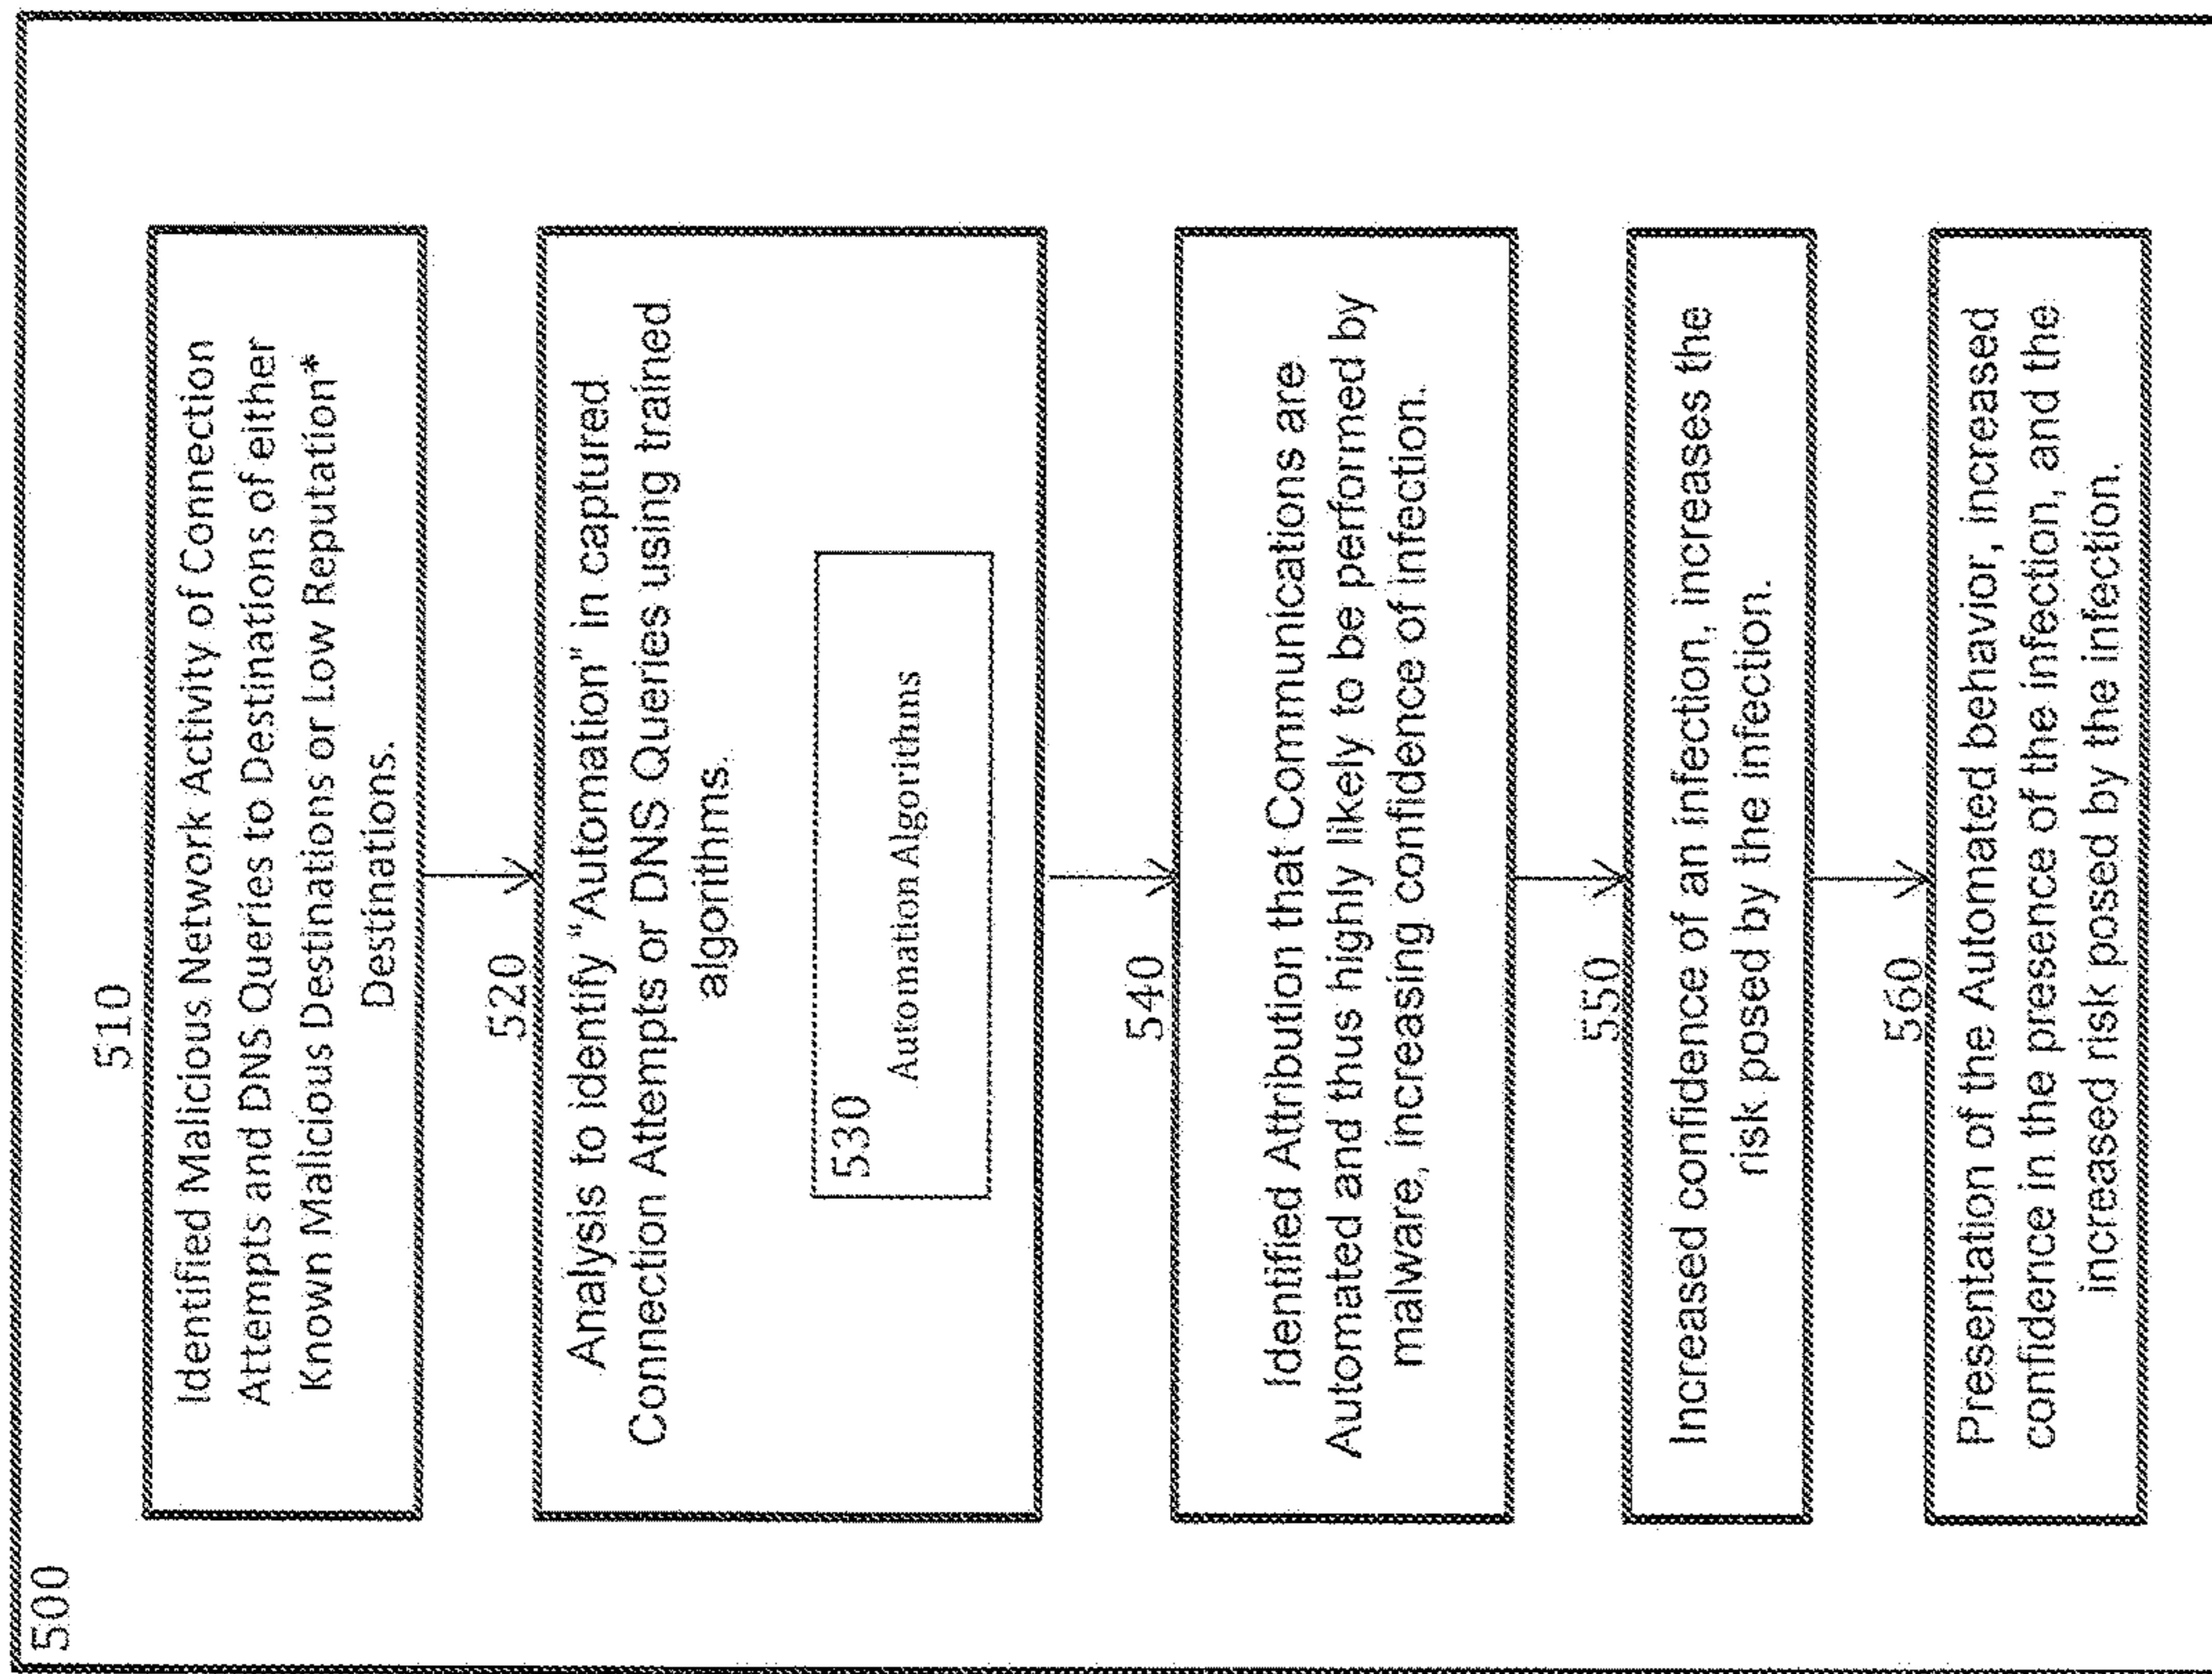 500
510
Identified Malicious Network Activity of Connection
Attempts and DNS Queries to Destinations of either
Known Malicious Destinations or Low Reputation*
Destinations.
520
Analysis to identify “Automation” in captured
Connection Attempts or DNS Queries using trained
algorithms.
530
Automation Algorithms
540
Identified Attribution that Communications are
Automated and thus highly likely to be performed by
malware, increasing confidence of infection.
550
Increased confidence of an infection, increases the
risk posed by the infection.
560
Presentation of the Automated behavior, increased
confidence in the presence of the infection, and the
increased risk posed by the infection.